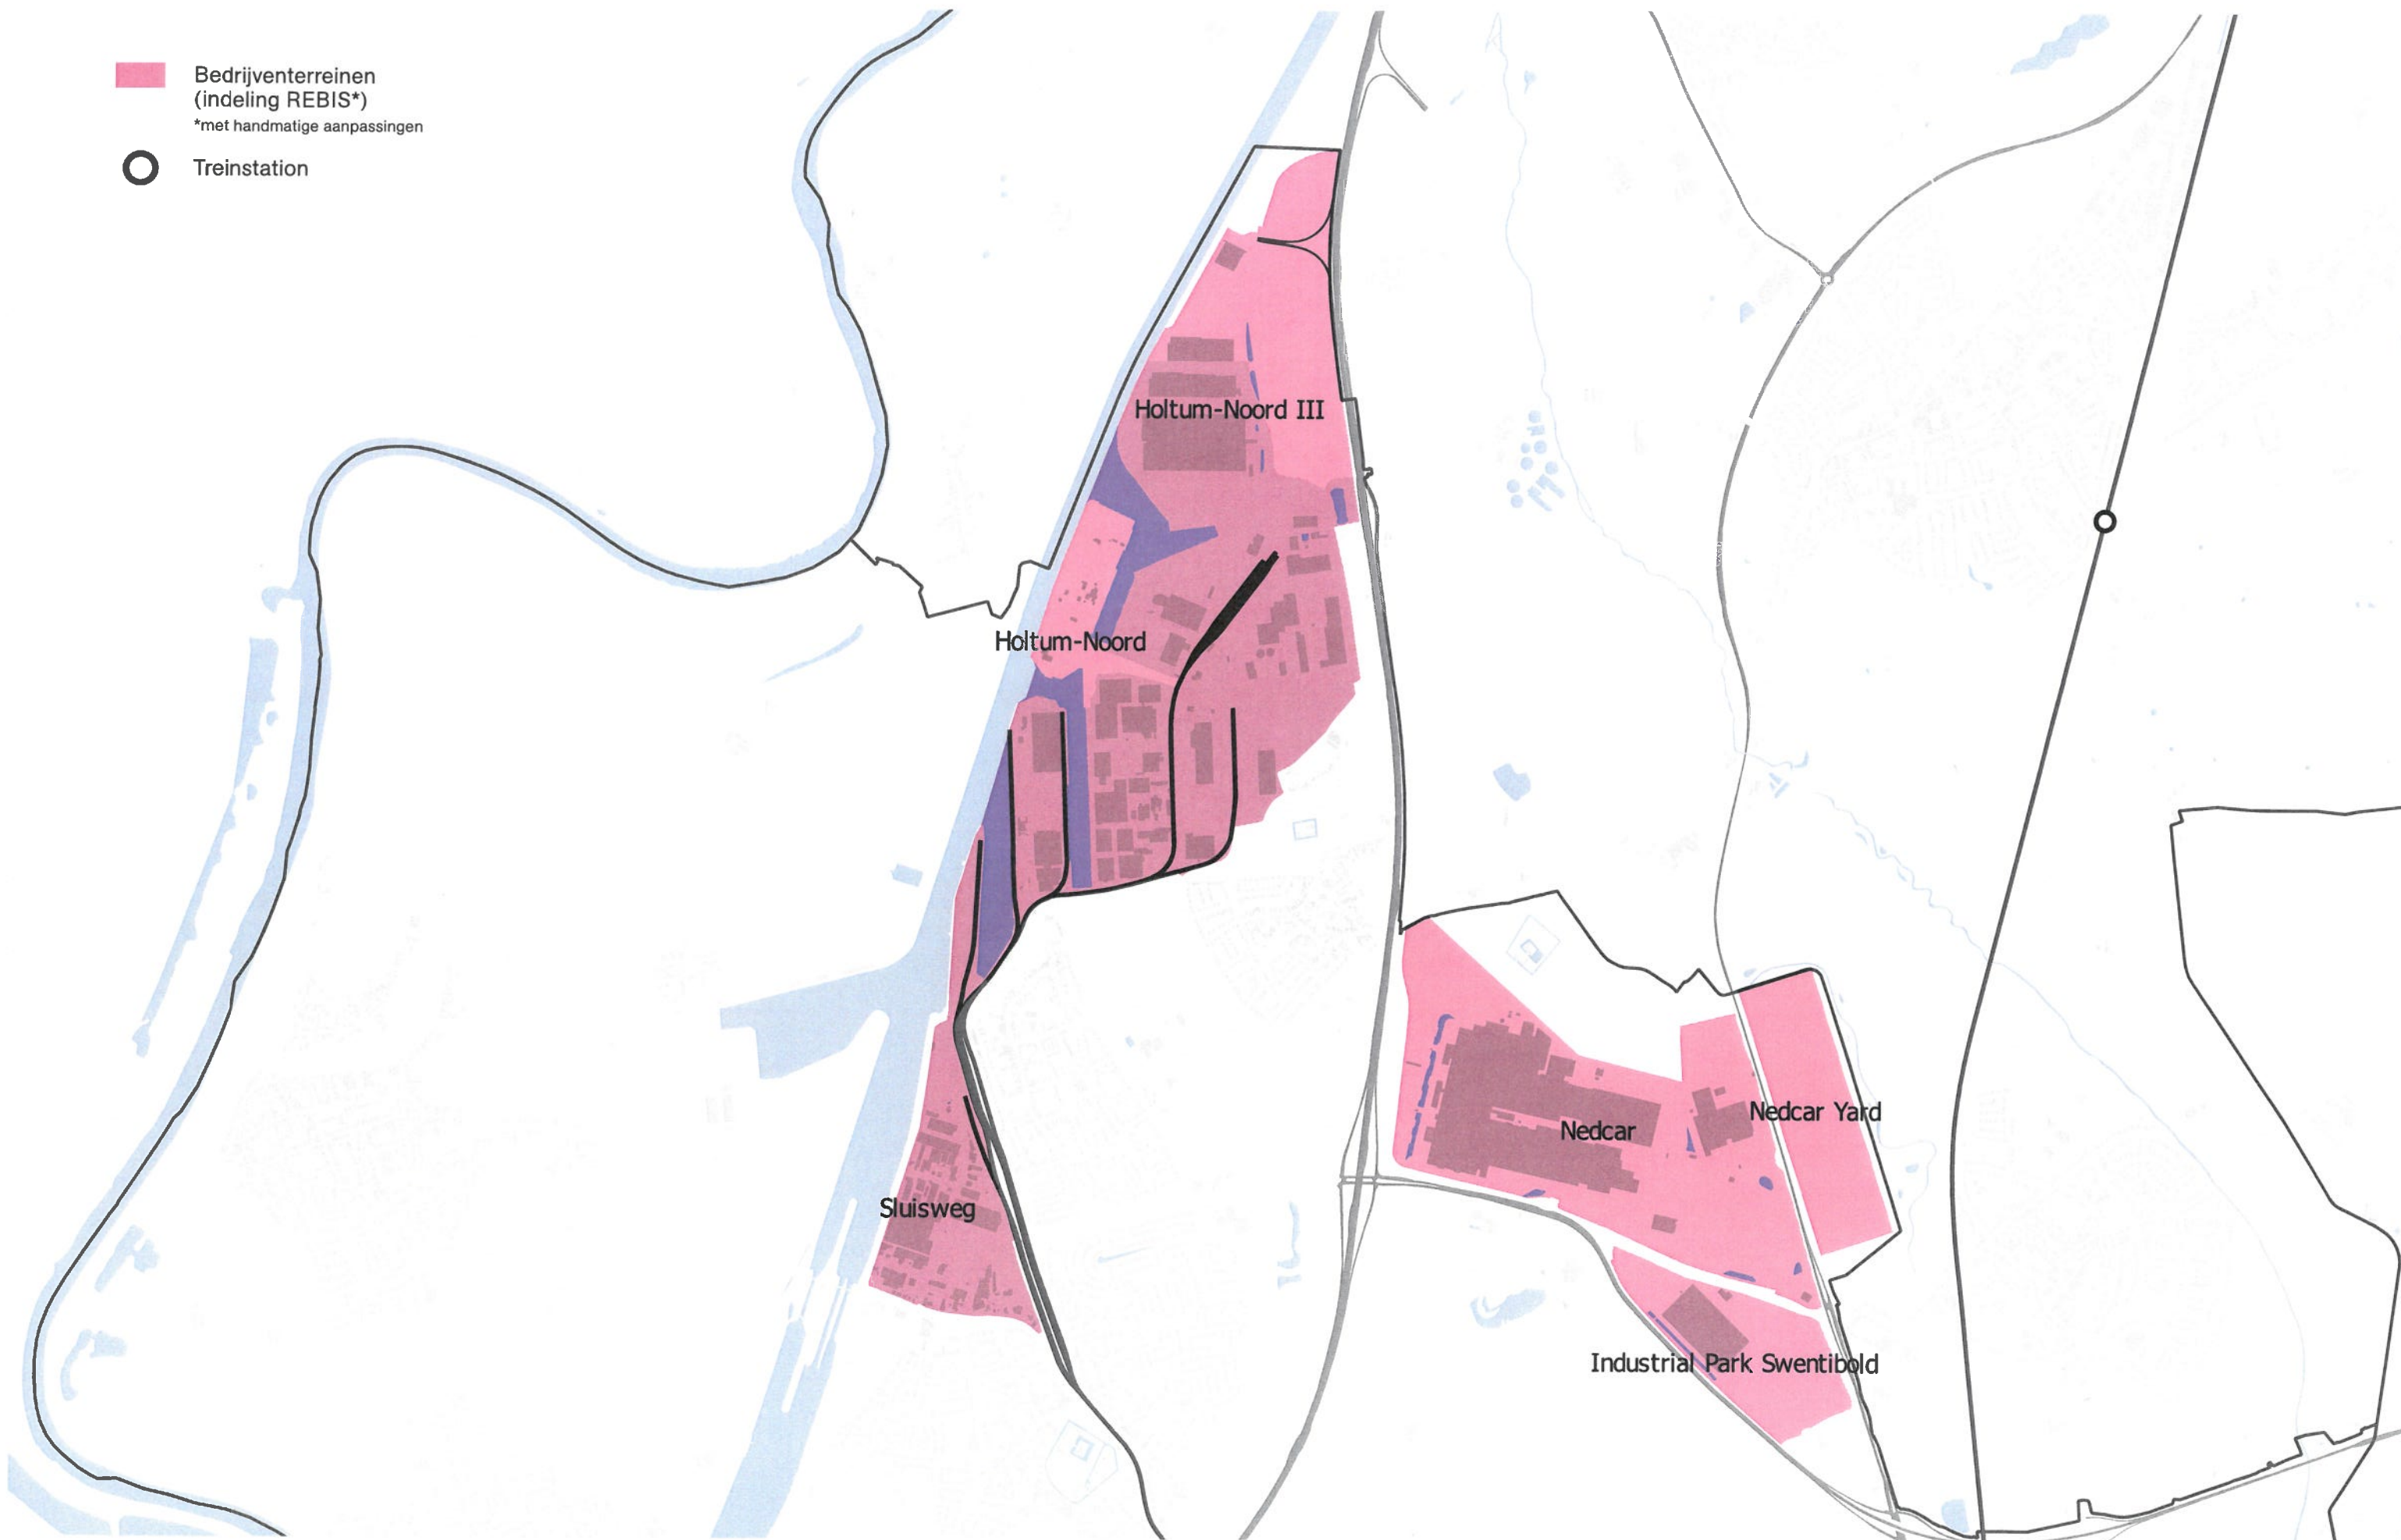 Bedrijventerreinen
(indeling REBIS*)
*met handmatige aanpassingen
Treinstation
Holtum-Noord III
Holtum-Noord
Nedcar Yard
Nedcar
Sluisweg
Industrial Park Swentibold